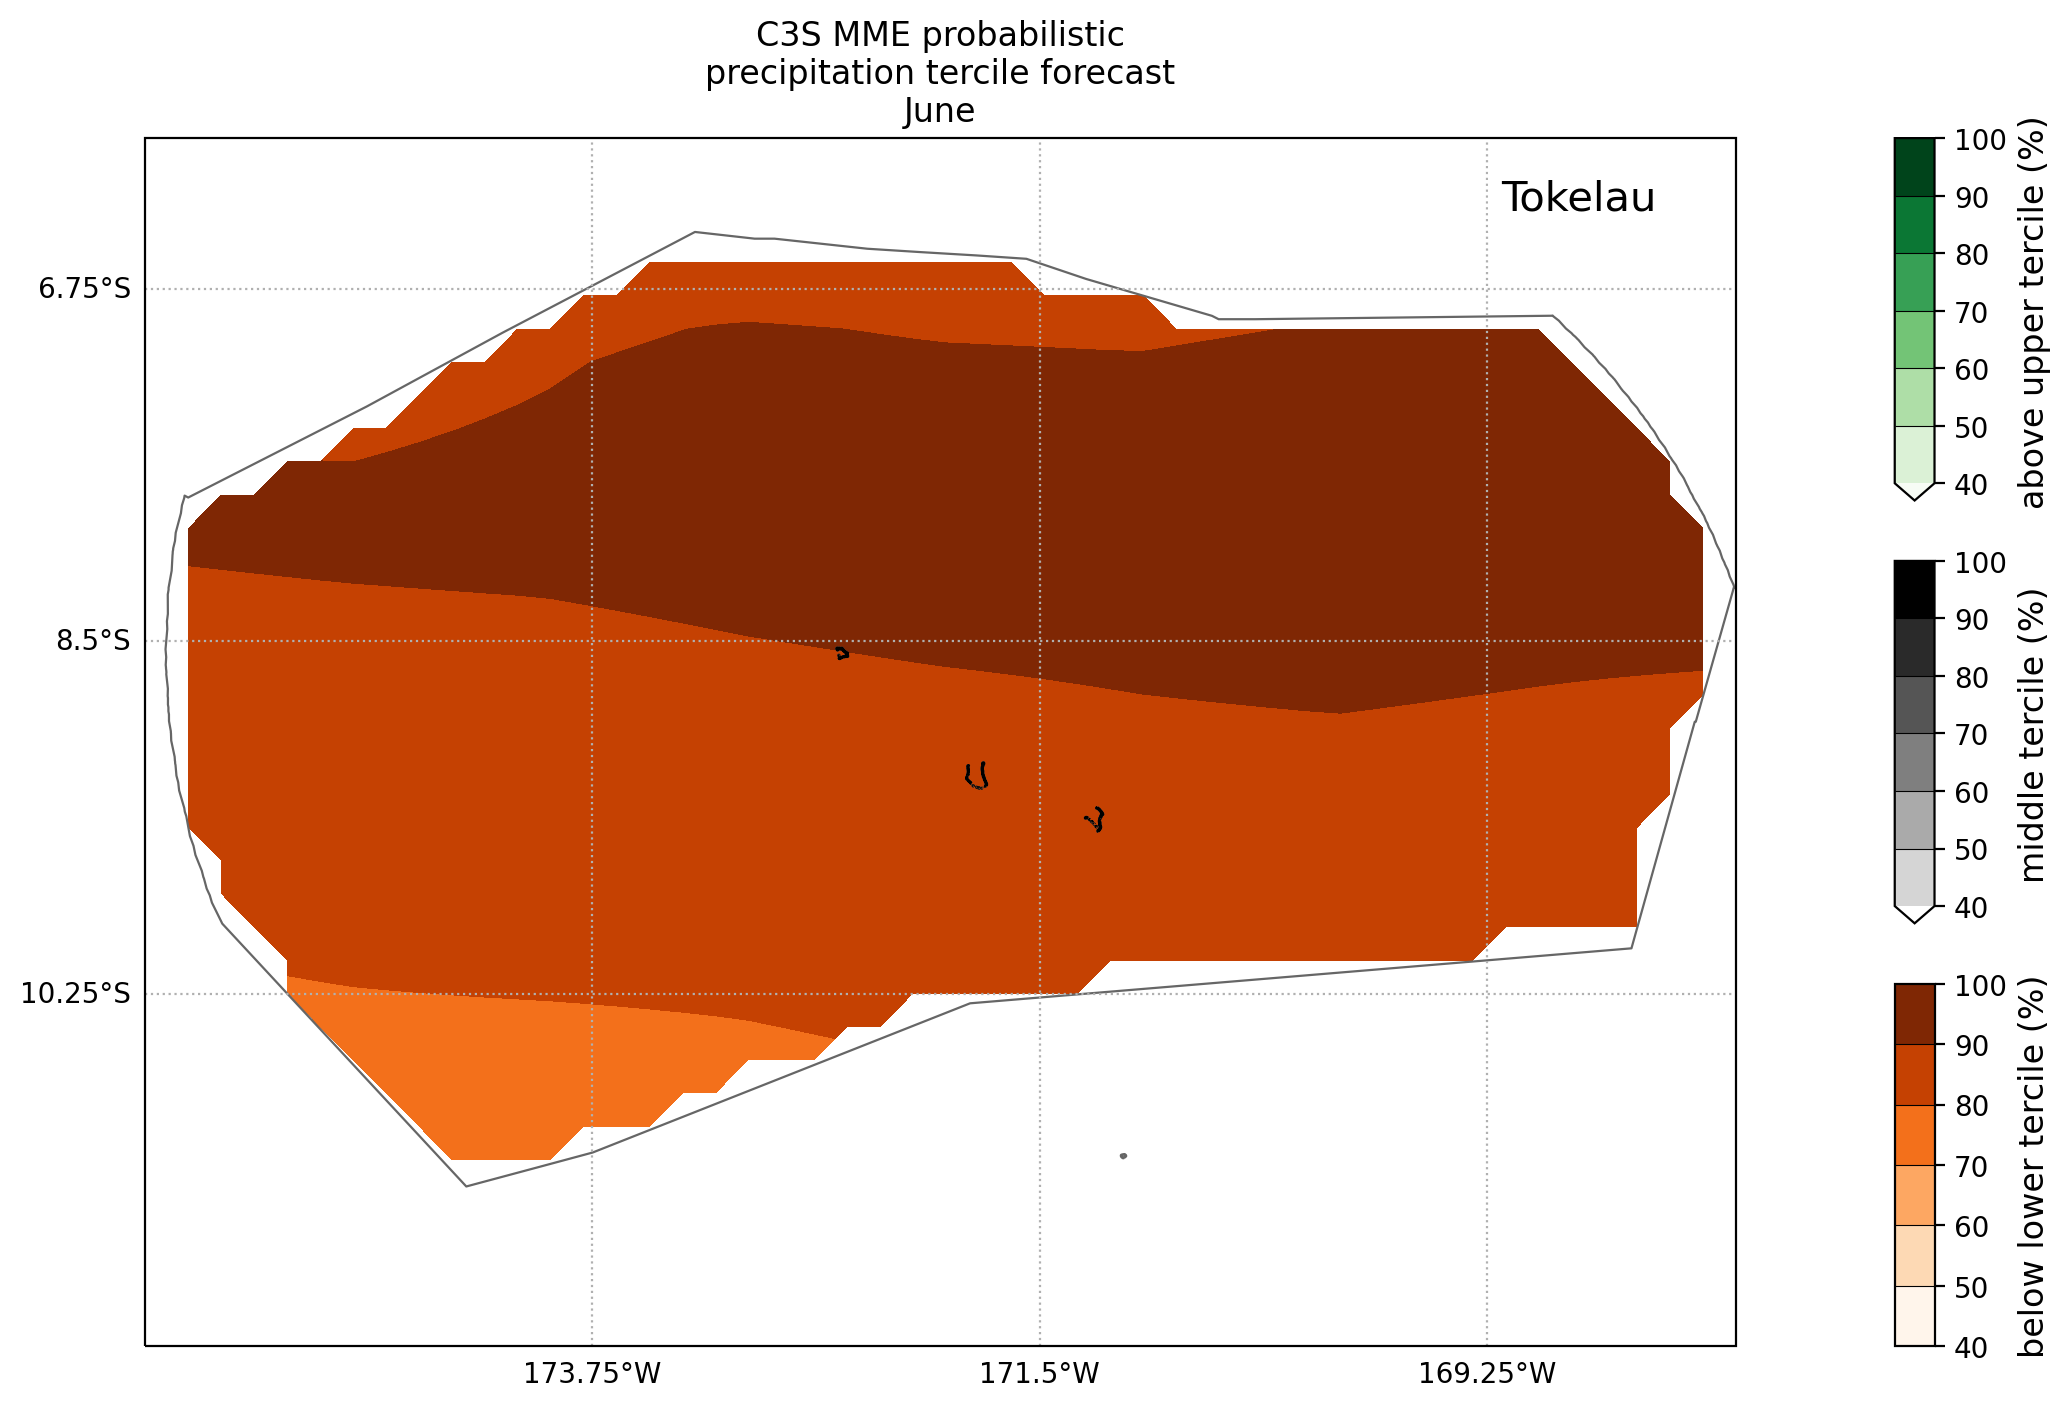 C3S MME probabilistic
precipitation tercile forecast
June
Tokelau
6.75°S
8.5°S
10.25°S
173.75°W
171.5°W
169.25°W
100
90
80
70
60
50
40
above upper tercile (%)
100
90
80
70
60
50
40
middle tercile (%)
100
90
80
70
60
50
40
below lower tercile (%)